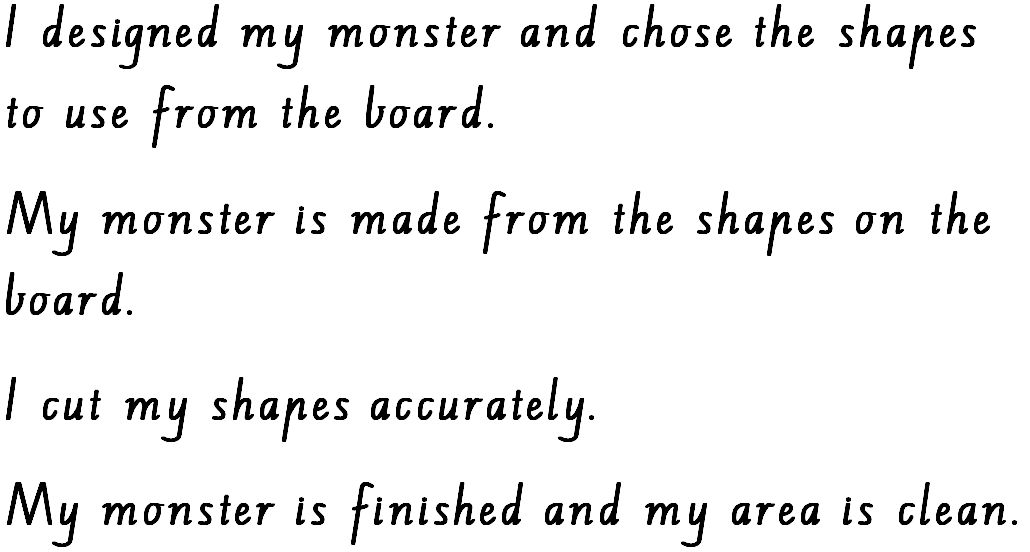 I designed my monster and chose the shapes
to use from the board.
My monster is made from the shapes on the
board.
I cut my shapes accurately.
My monster is finished and my area is clean.